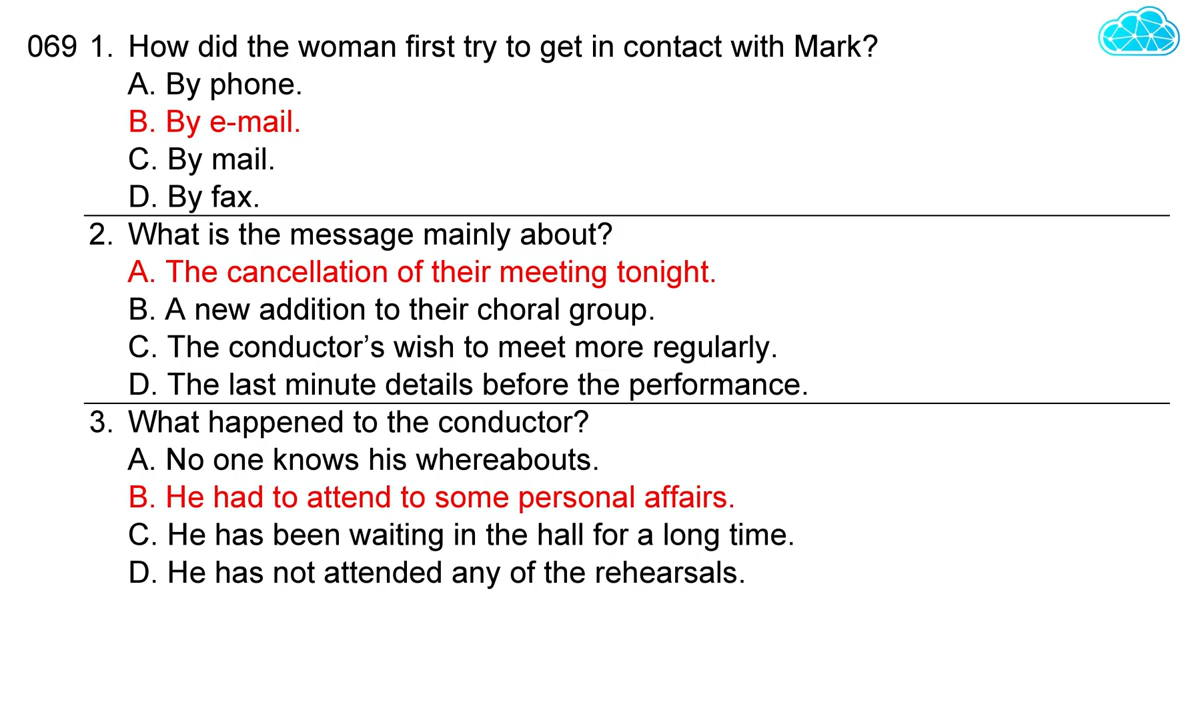 069 1. How did the woman first try to get in contact with Mark?
A. By phone.
B. By e-mail.
C. By mail.
D. By fax.
2. What is the message mainly about?
A. The cancellation of their meeting tonight.
B. A new addition to their choral group.
C. The conductor’s wish to meet more regularly.
D. The last minute details before the performance.
3. What happened to the conductor?
A. No one knows his whereabouts.
B. He had to attend to some personal affairs.
C. He has been waiting in the hall for a long time.
D. He has not attended any of the rehearsals.